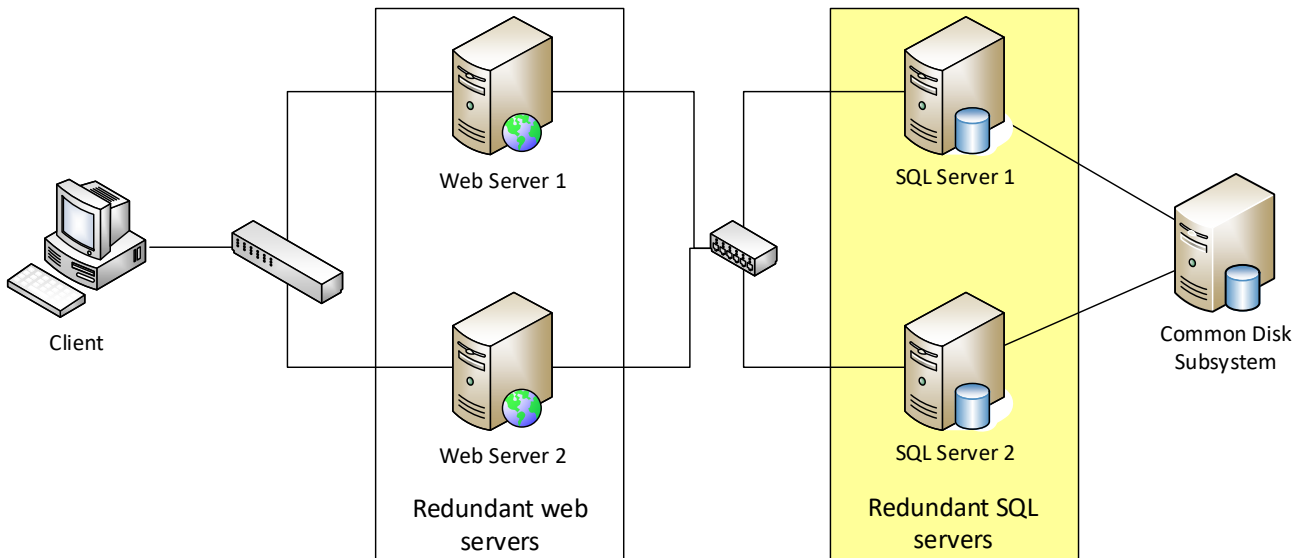 Web Server 1
SQL Server 1
Client
Common Disk
Subsystem
Web Server 2
SQL Server 2
Redundant web
servers
Redundant SQL
servers